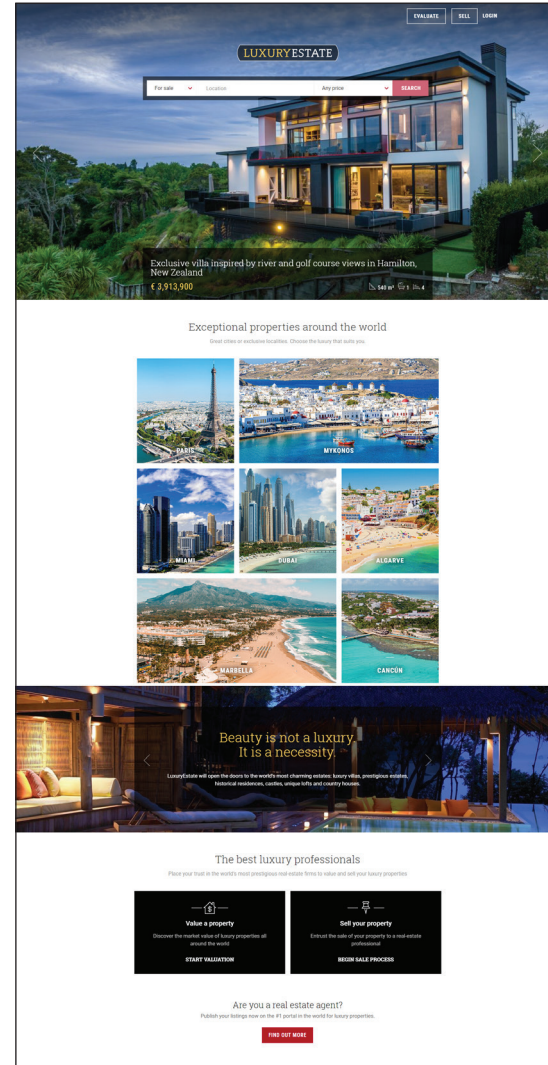 EVALUATE SELL LOGIN
LUXURYESTATE
For sale Location Any price SEARCH
Exclusive villa inspired by river and golf course views in Hamilton,
New Zealand
€ 3,913,900 540 m² 1 4
Exceptional properties around the world
Great cities or exclusive localities. Choose the luxury that suits you.
PARIS MYKONOS
MIAMI DUBAI ALGARVE
MARBELLA CANCÚN
Beauty is not a luxury.
It is a necessity.
LuxuryEstate will open the doors to the world's most charming estates: luxury villas, prestigious estates,
historical residences, castles, unique lofts and country houses.
The best luxury professionals
Place your trust in the world's most prestigious real estate firms to value and sell your luxury properties
Value a property
Discover the market value of luxury properties all
around the world
START VALUATION
Sell your property
Entrust the sale of your property to a real-estate
professional
BEGIN SALE PROCESS
Are you a real estate agent?
Publish your listings now on the #1 portal in the world for luxury properties.
FIND OUT MORE